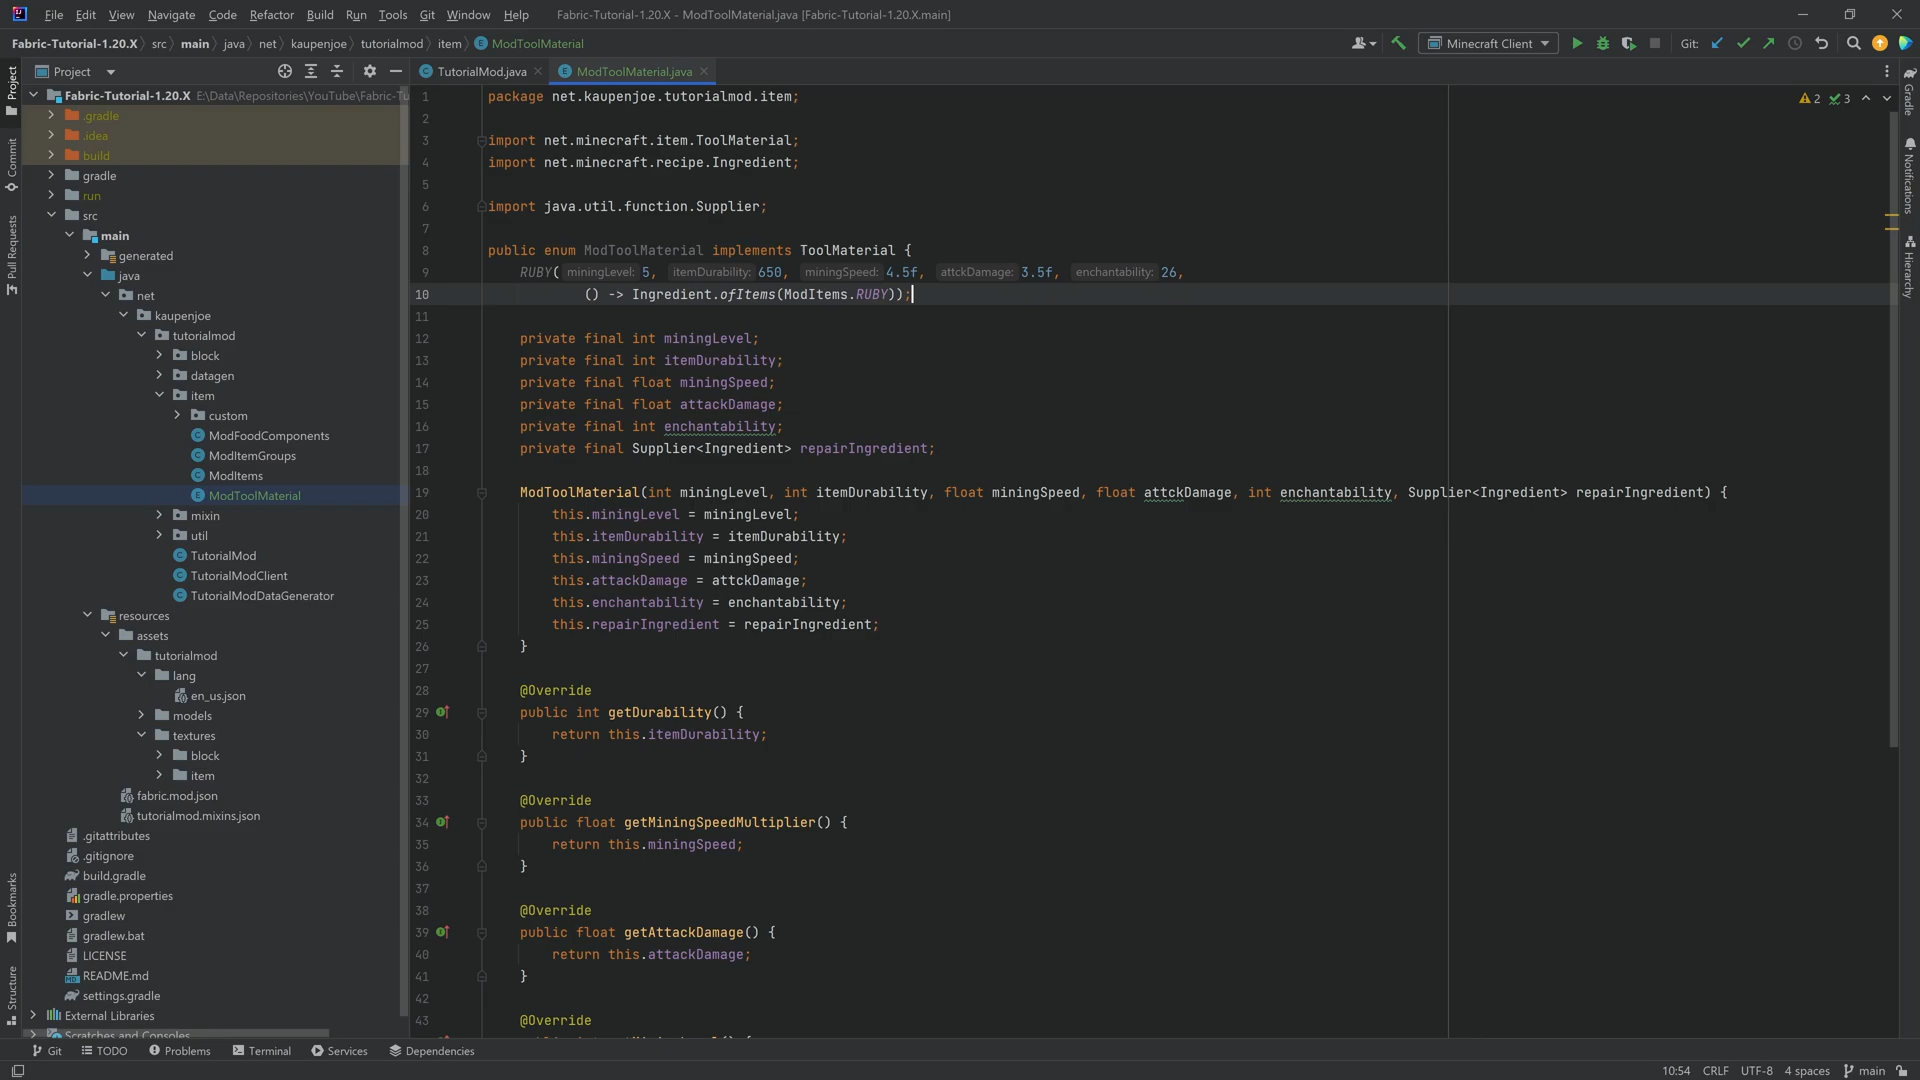 File Edit View Navigate Code Refactor Build Run Tools Git Window Help Fabric-Tutorial-1.20.X - ModToolMaterial.java [Fabric-Tutorial-1.20.X.main]
Fabric-Tutorial-1.20.X src main java net kaupenjoe tutorialmod item ModToolMaterial
Minecraft Client
Git:
Project
TutorialMod.java
ModToolMaterial.java
Project
Commit
Pull Requests
Bookmarks
Structure
Fabric-Tutorial-1.20.X E:\Data\Repositories\YouTube\Fabric-Tu
.gradle
.idea
build
gradle
run
src
main
generated
java
net
kaupenjoe
tutorialmod
block
datagen
item
custom
ModFoodComponents
ModItemGroups
ModItems
ModToolMaterial
mixin
util
TutorialMod
TutorialModClient
TutorialModDataGenerator
resources
assets
tutorialmod
lang
en_us.json
models
textures
block
item
fabric.mod.json
tutorialmod.mixins.json
.gitattributes
.gitignore
build.gradle
gradle.properties
gradlew
gradlew.bat
LICENSE
README.md
settings.gradle
External Libraries
Scratches and Consoles
1 package net.kaupenjoe.tutorialmod.item;
2
3 import net.minecraft.item.ToolMaterial;
4 import net.minecraft.recipe.Ingredient;
5
6 import java.util.function.Supplier;
7
8 public enum ModToolMaterial implements ToolMaterial {
9 RUBY( miningLevel: 5, itemDurability: 650, miningSpeed: 4.5f, attckDamage: 3.5f, enchantability: 26,
10 () -> Ingredient.ofItems(ModItems.RUBY));
11
12 private final int miningLevel;
13 private final int itemDurability;
14 private final float miningSpeed;
15 private final float attackDamage;
16 private final int enchantability;
17 private final Supplier<Ingredient> repairIngredient;
18
19 ModToolMaterial(int miningLevel, int itemDurability, float miningSpeed, float attckDamage, int enchantability, Supplier<Ingredient> repairIngredient) {
20 this.miningLevel = miningLevel;
21 this.itemDurability = itemDurability;
22 this.miningSpeed = miningSpeed;
23 this.attackDamage = attckDamage;
24 this.enchantability = enchantability;
25 this.repairIngredient = repairIngredient;
26 }
27
28 @Override
29 public int getDurability() {
30 return this.itemDurability;
31 }
32
33 @Override
34 public float getMiningSpeedMultiplier() {
35 return this.miningSpeed;
36 }
37
38 @Override
39 public float getAttackDamage() {
40 return this.attackDamage;
41 }
42
43 @Override
2 3
Gradle
Notifications
Hierarchy
Git TODO Problems Terminal Services Dependencies
10:54 CRLF UTF-8 4 spaces main